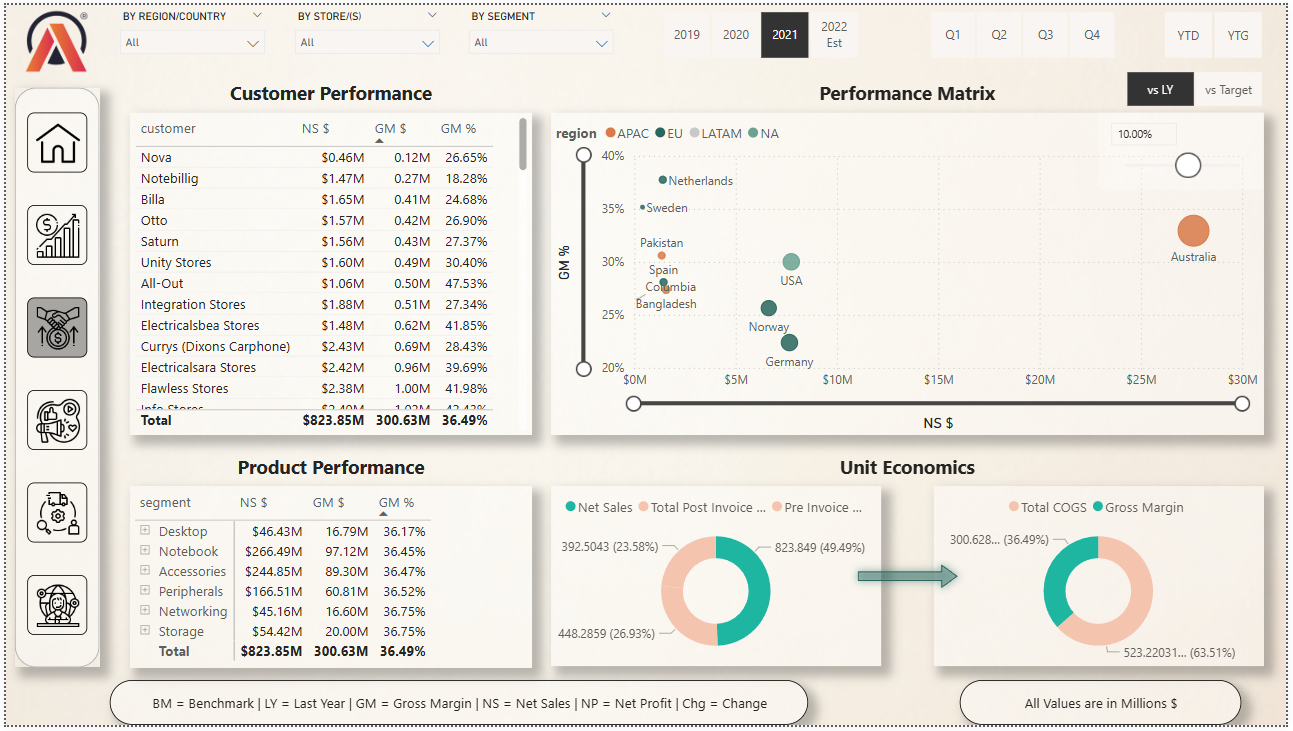 BY REGION/COUNTRY
All
BY STORE/(S)
All
BY SEGMENT
All
2019
2020
2021
2022 Est
Q1
Q2
Q3
Q4
YTD
YTG
vs LY
vs Target
Customer Performance
customer NS $ GM $ GM %
Nova $0.46M 0.12M 26.65%
Notebillig $1.47M 0.27M 18.28%
Billa $1.65M 0.41M 24.68%
Otto $1.57M 0.42M 26.90%
Saturn $1.56M 0.43M 27.37%
Unity Stores $1.60M 0.49M 30.40%
All-Out $1.06M 0.50M 47.53%
Integration Stores $1.88M 0.51M 27.34%
Electricalsbea Stores $1.48M 0.62M 41.85%
Currys (Dixons Carphone) $2.43M 0.69M 28.43%
Electricalsara Stores $2.42M 0.96M 39.69%
Flawless Stores $2.38M 1.00M 41.98%
Total $823.85M 300.63M 36.49%
Performance Matrix
region APAC EU LATAM NA
10.00%
40%
35%
30%
25%
20%
GM %
Netherlands
Sweden
Pakistan
Spain
Columbia
Bangladesh
USA
Norway
Germany
Australia
$0M $5M $10M $15M $20M $25M $30M
NS $
Product Performance
segment NS $ GM $ GM %
Desktop $46.43M 16.79M 36.17%
Notebook $266.49M 97.12M 36.45%
Accessories $244.85M 89.30M 36.47%
Peripherals $166.51M 60.81M 36.52%
Networking $45.16M 16.60M 36.75%
Storage $54.42M 20.00M 36.75%
Total $823.85M 300.63M 36.49%
Unit Economics
Net Sales Total Post Invoice ... Pre Invoice ...
392.5043 (23.58%)
823.849 (49.49%)
448.2859 (26.93%)
Total COGS Gross Margin
300.628... (36.49%)
523.22031... (63.51%)
BM = Benchmark | LY = Last Year | GM = Gross Margin | NS = Net Sales | NP = Net Profit | Chg = Change
All Values are in Millions $